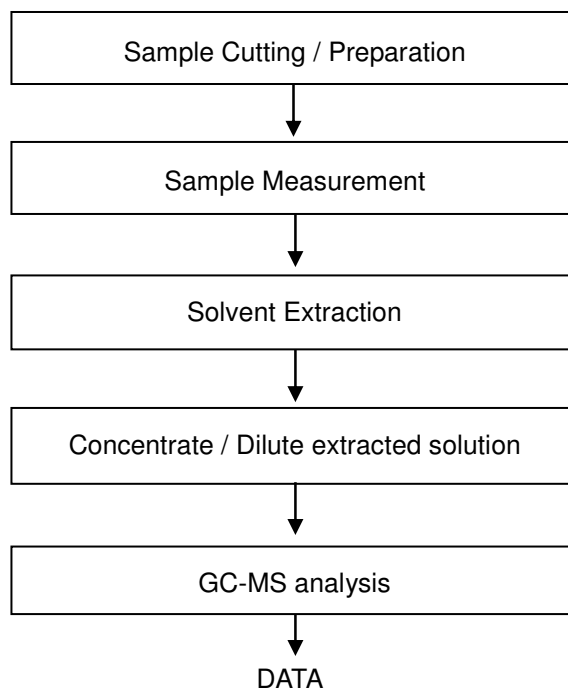 Sample Cutting / Preparation
Sample Measurement
Solvent Extraction
Concentrate / Dilute extracted solution
GC-MS analysis
DATA